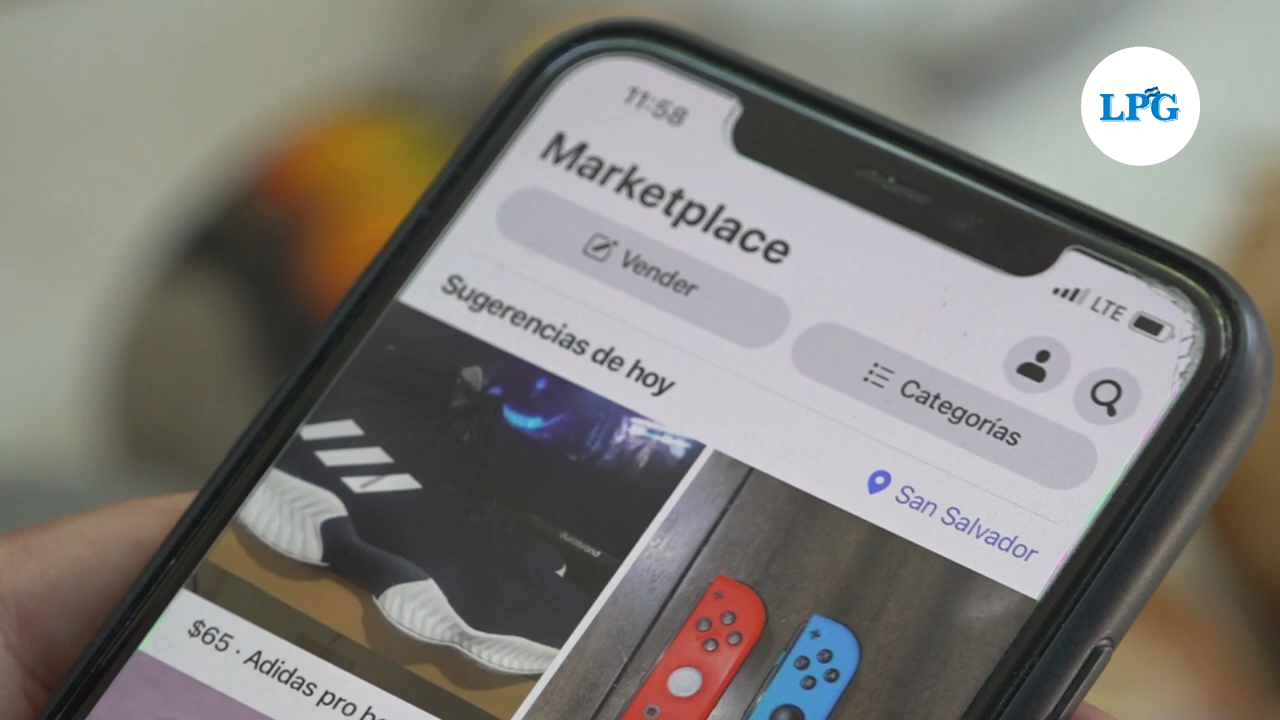 LPG
11:58
LTE
Marketplace
Vender
Categorías
Sugerencias de hoy
San Salvador
$65 · Adidas pro